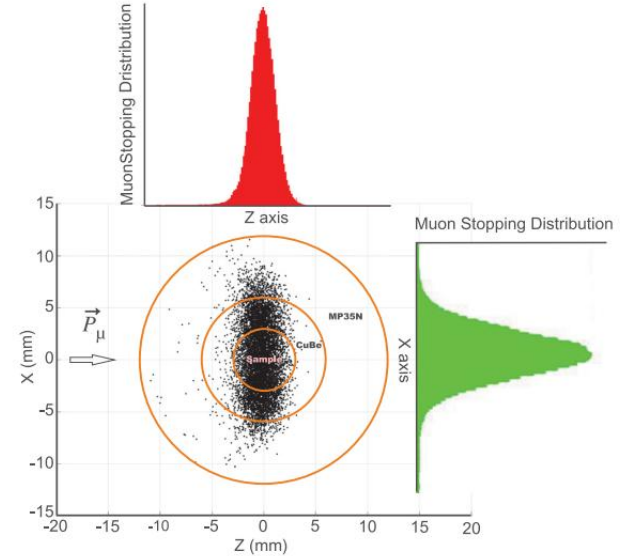 MuonStopping Dristribution
Z axis
Muon Stopping Distribution
X axis
15
10
5
0
-5
-10
-15
X (mm)
P⃗μ
MP35N
CuBe
Sample
-20
-15
-10
-5
0
5
10
15
20
Z (mm)